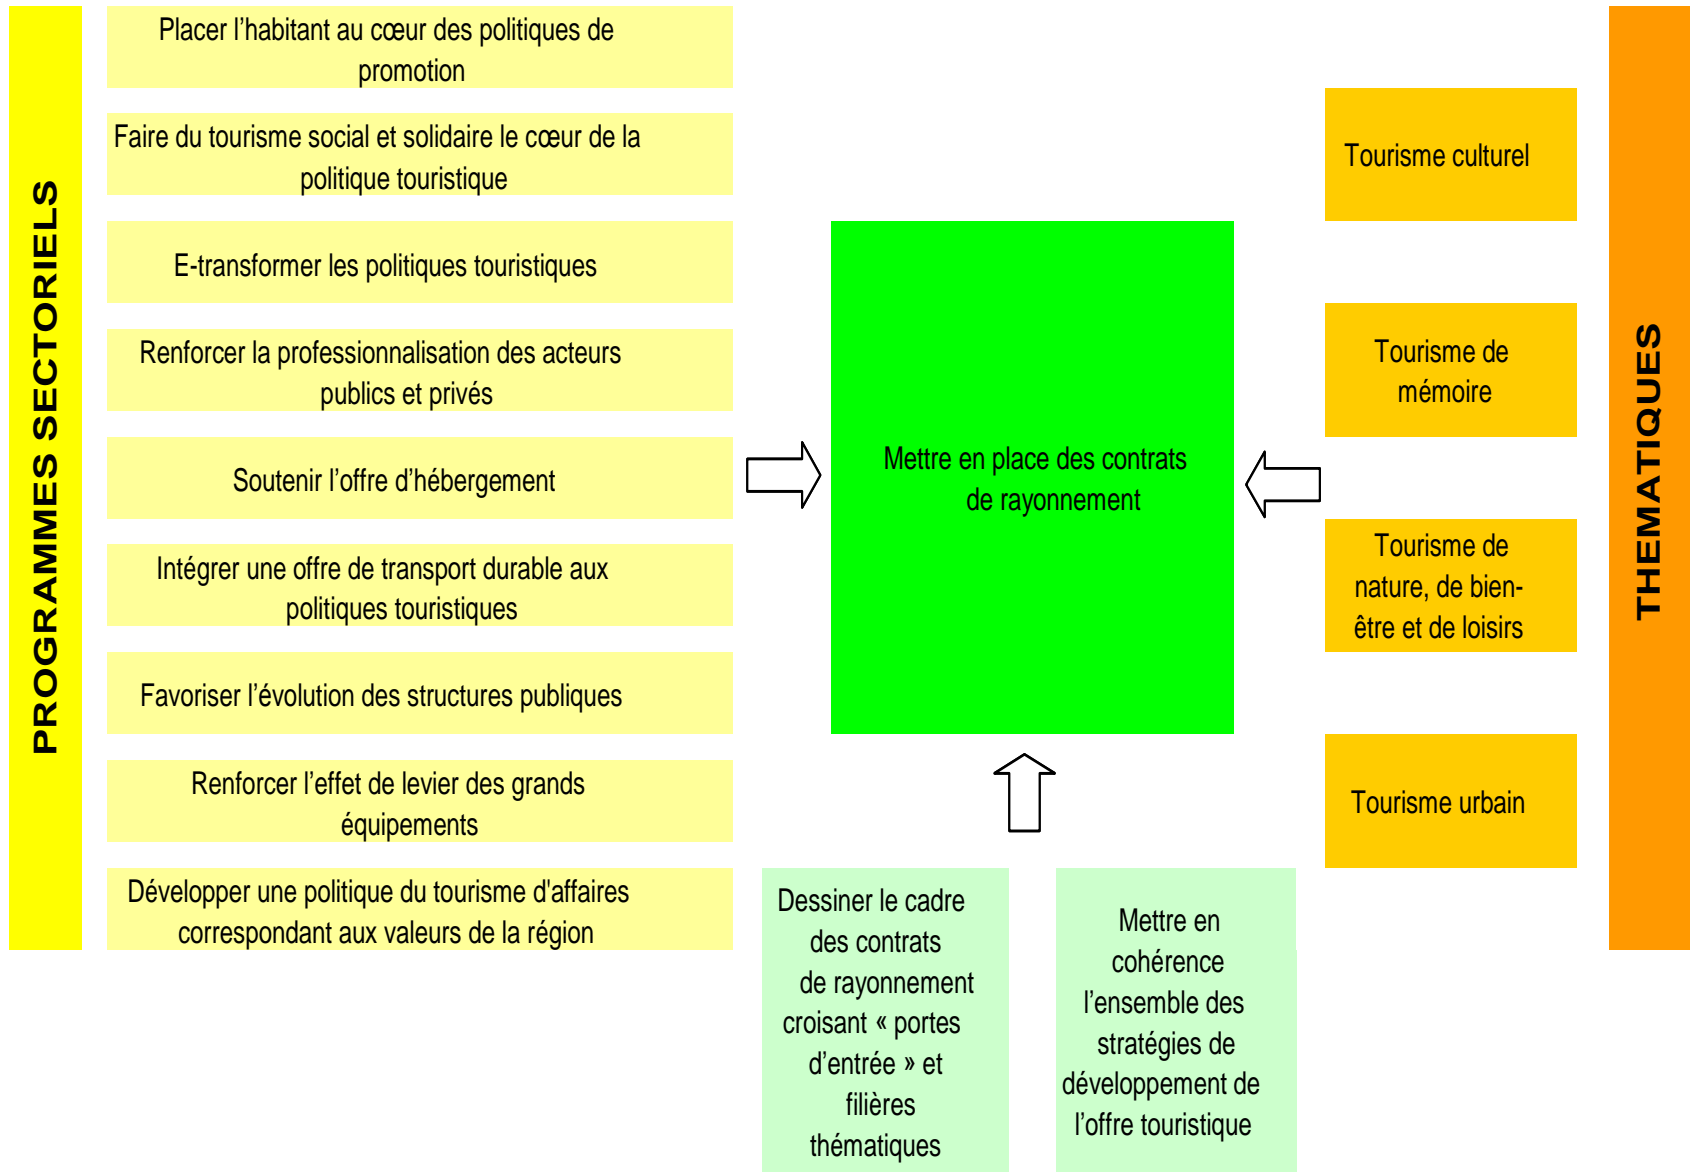 PROGRAMMES SECTORIELS
Placer l’habitant au cœur des politiques de
promotion
Faire du tourisme social et solidaire le cœur de la
politique touristique
E-transformer les politiques touristiques
Renforcer la professionnalisation des acteurs
publics et privés
Soutenir l’offre d’hébergement
Intégrer une offre de transport durable aux
politiques touristiques
Favoriser l’évolution des structures publiques
Renforcer l’effet de levier des grands
équipements
Développer une politique du tourisme d'affaires
correspondant aux valeurs de la région
Mettre en place des contrats
de rayonnement
Dessiner le cadre
des contrats
de rayonnement
croisant « portes
d’entrée » et
filières
thématiques
Mettre en
cohérence
l’ensemble des
stratégies de
développement de
l’offre touristique
Tourisme culturel
Tourisme de
mémoire
Tourisme de
nature, de bien-
être et de loisirs
Tourisme urbain
THEMATIQUES